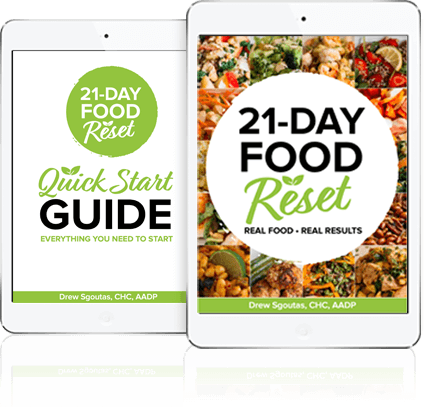 21-DAY
FOOD
Reset
Quick Start
GUIDE
EVERYTHING YOU NEED TO START
Drew Sgoutas, CHC, AADP
21-DAY
FOOD
Reset
REAL FOOD • REAL RESULTS
Drew Sgoutas, CHC, AADP